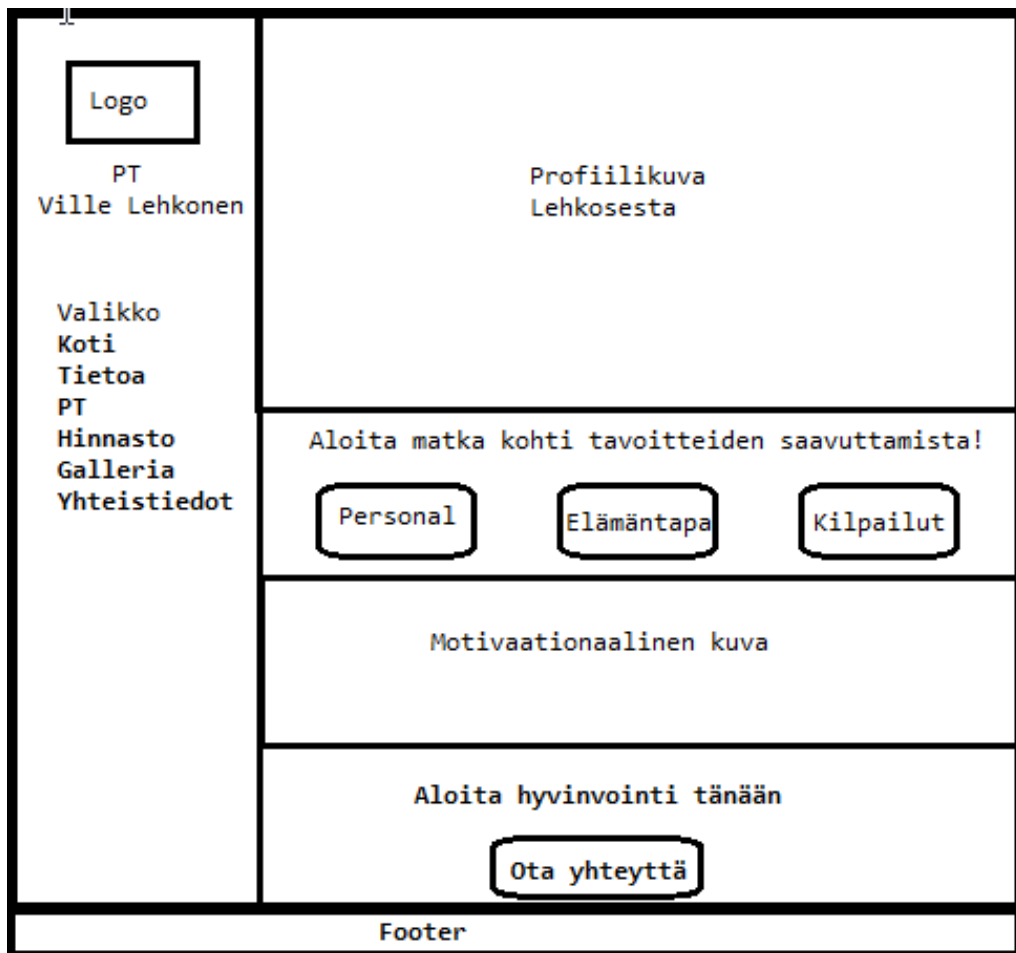 Logo
PT
Ville Lehkonen
Valikko
Koti
Tietoa
PT
Hinnasto
Galleria
Yhteistiedot
Profiilikuva
Lehkosesta
Aloita matka kohti tavoitteiden saavuttamista!
Personal
Elämäntapa
Kilpailut
Motivaationaalinen kuva
Aloita hyvinvointi tänään
Ota yhteyttä
Footer